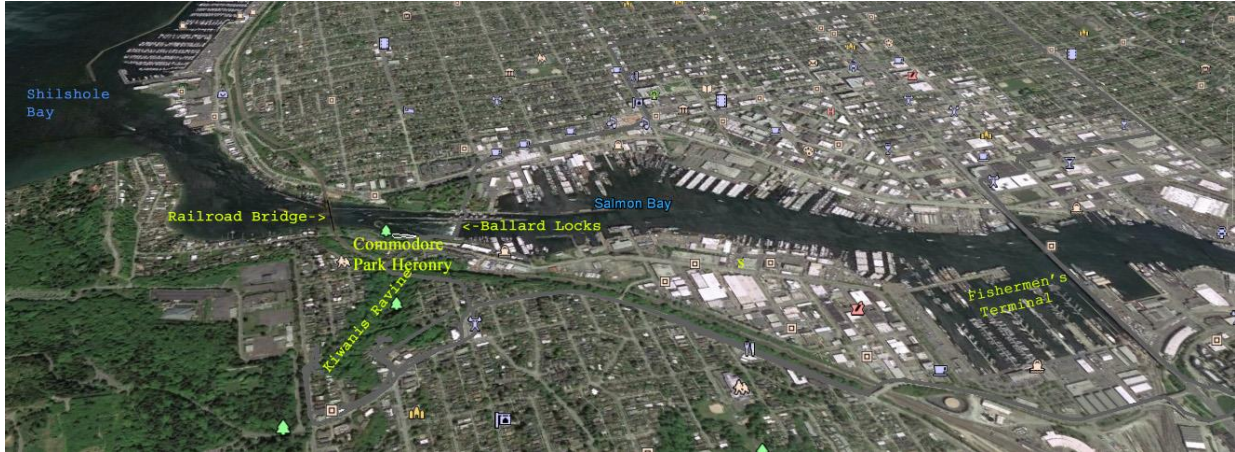 Shilshole
Bay
Railroad Bridge->
<-Ballard Locks
Salmon Bay
Commodore
Park Heronry
Kiwanis Ravine
Fishermen's
Terminal
$